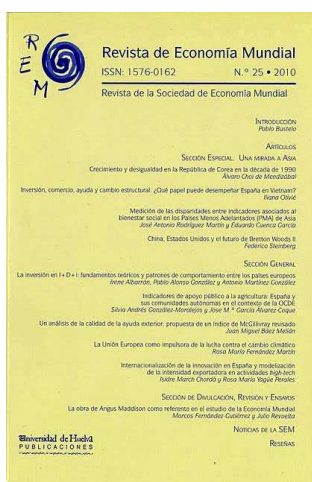 R
E
M
Revista de Economía Mundial
ISSN: 1576-0162 N.º 25 • 2010
Revista de la Sociedad de Economía Mundial
INTRODUCCIÓN
Pablo Bustelo
ARTÍCULOS
SECCIÓN ESPECIAL. UNA MIRADA A ASIA
Crecimiento y desigualdad en la República de Corea en la década de 1990
Álvaro Choi de Mendizábal
Inversión, comercio, ayuda y cambio estructural. ¿Qué papel puede desempeñar España en Vietnam?
Iliana Olivié
Medición de las disparidades entre indicadores asociados al
bienestar social en los Países Menos Adelantados (PMA) de Asia
José Antonio Rodríguez Martín y Eduardo Cuenca García
China, Estados Unidos y el futuro de Bretton Woods II
Federico Steinberg
SECCIÓN GENERAL
La inversión en I+D+i: fundamentos teóricos y patrones de comportamiento entre los países europeos
Irene Albarrán, Pablo Alonso González y Antonio Martínez González
Indicadores de apoyo público a la agricultura: España y
sus comunidades autónomas en el contexto de la OCDE
Silvio Andrés González-Moralejos y Jose M.ª García Álvarez-Coque
Un análisis de la calidad de la ayuda exterior: propuesta de un índice de McGillivray revisado
Juan Miguel Báez Melián
La Unión Europea como impulsora de la lucha contra el cambio climático
Rosa María Fernández Martín
Internacionalización de la innovación en España y modelización
de la intensidad exportadora en actividades high-tech
Isidre March Chordà y Rosa María Yagüe Perales
SECCIÓN DE DIVULGACIÓN, REVISIÓN Y ENSAYOS
La obra de Angus Maddison como referente en el estudio de la Economía Mundial
Marcos Fernández-Gutiérrez y Julio Revuelta
NOTICIAS DE LA SEM
RESEÑAS
Universidad de Huelva
PUBLICACIONES